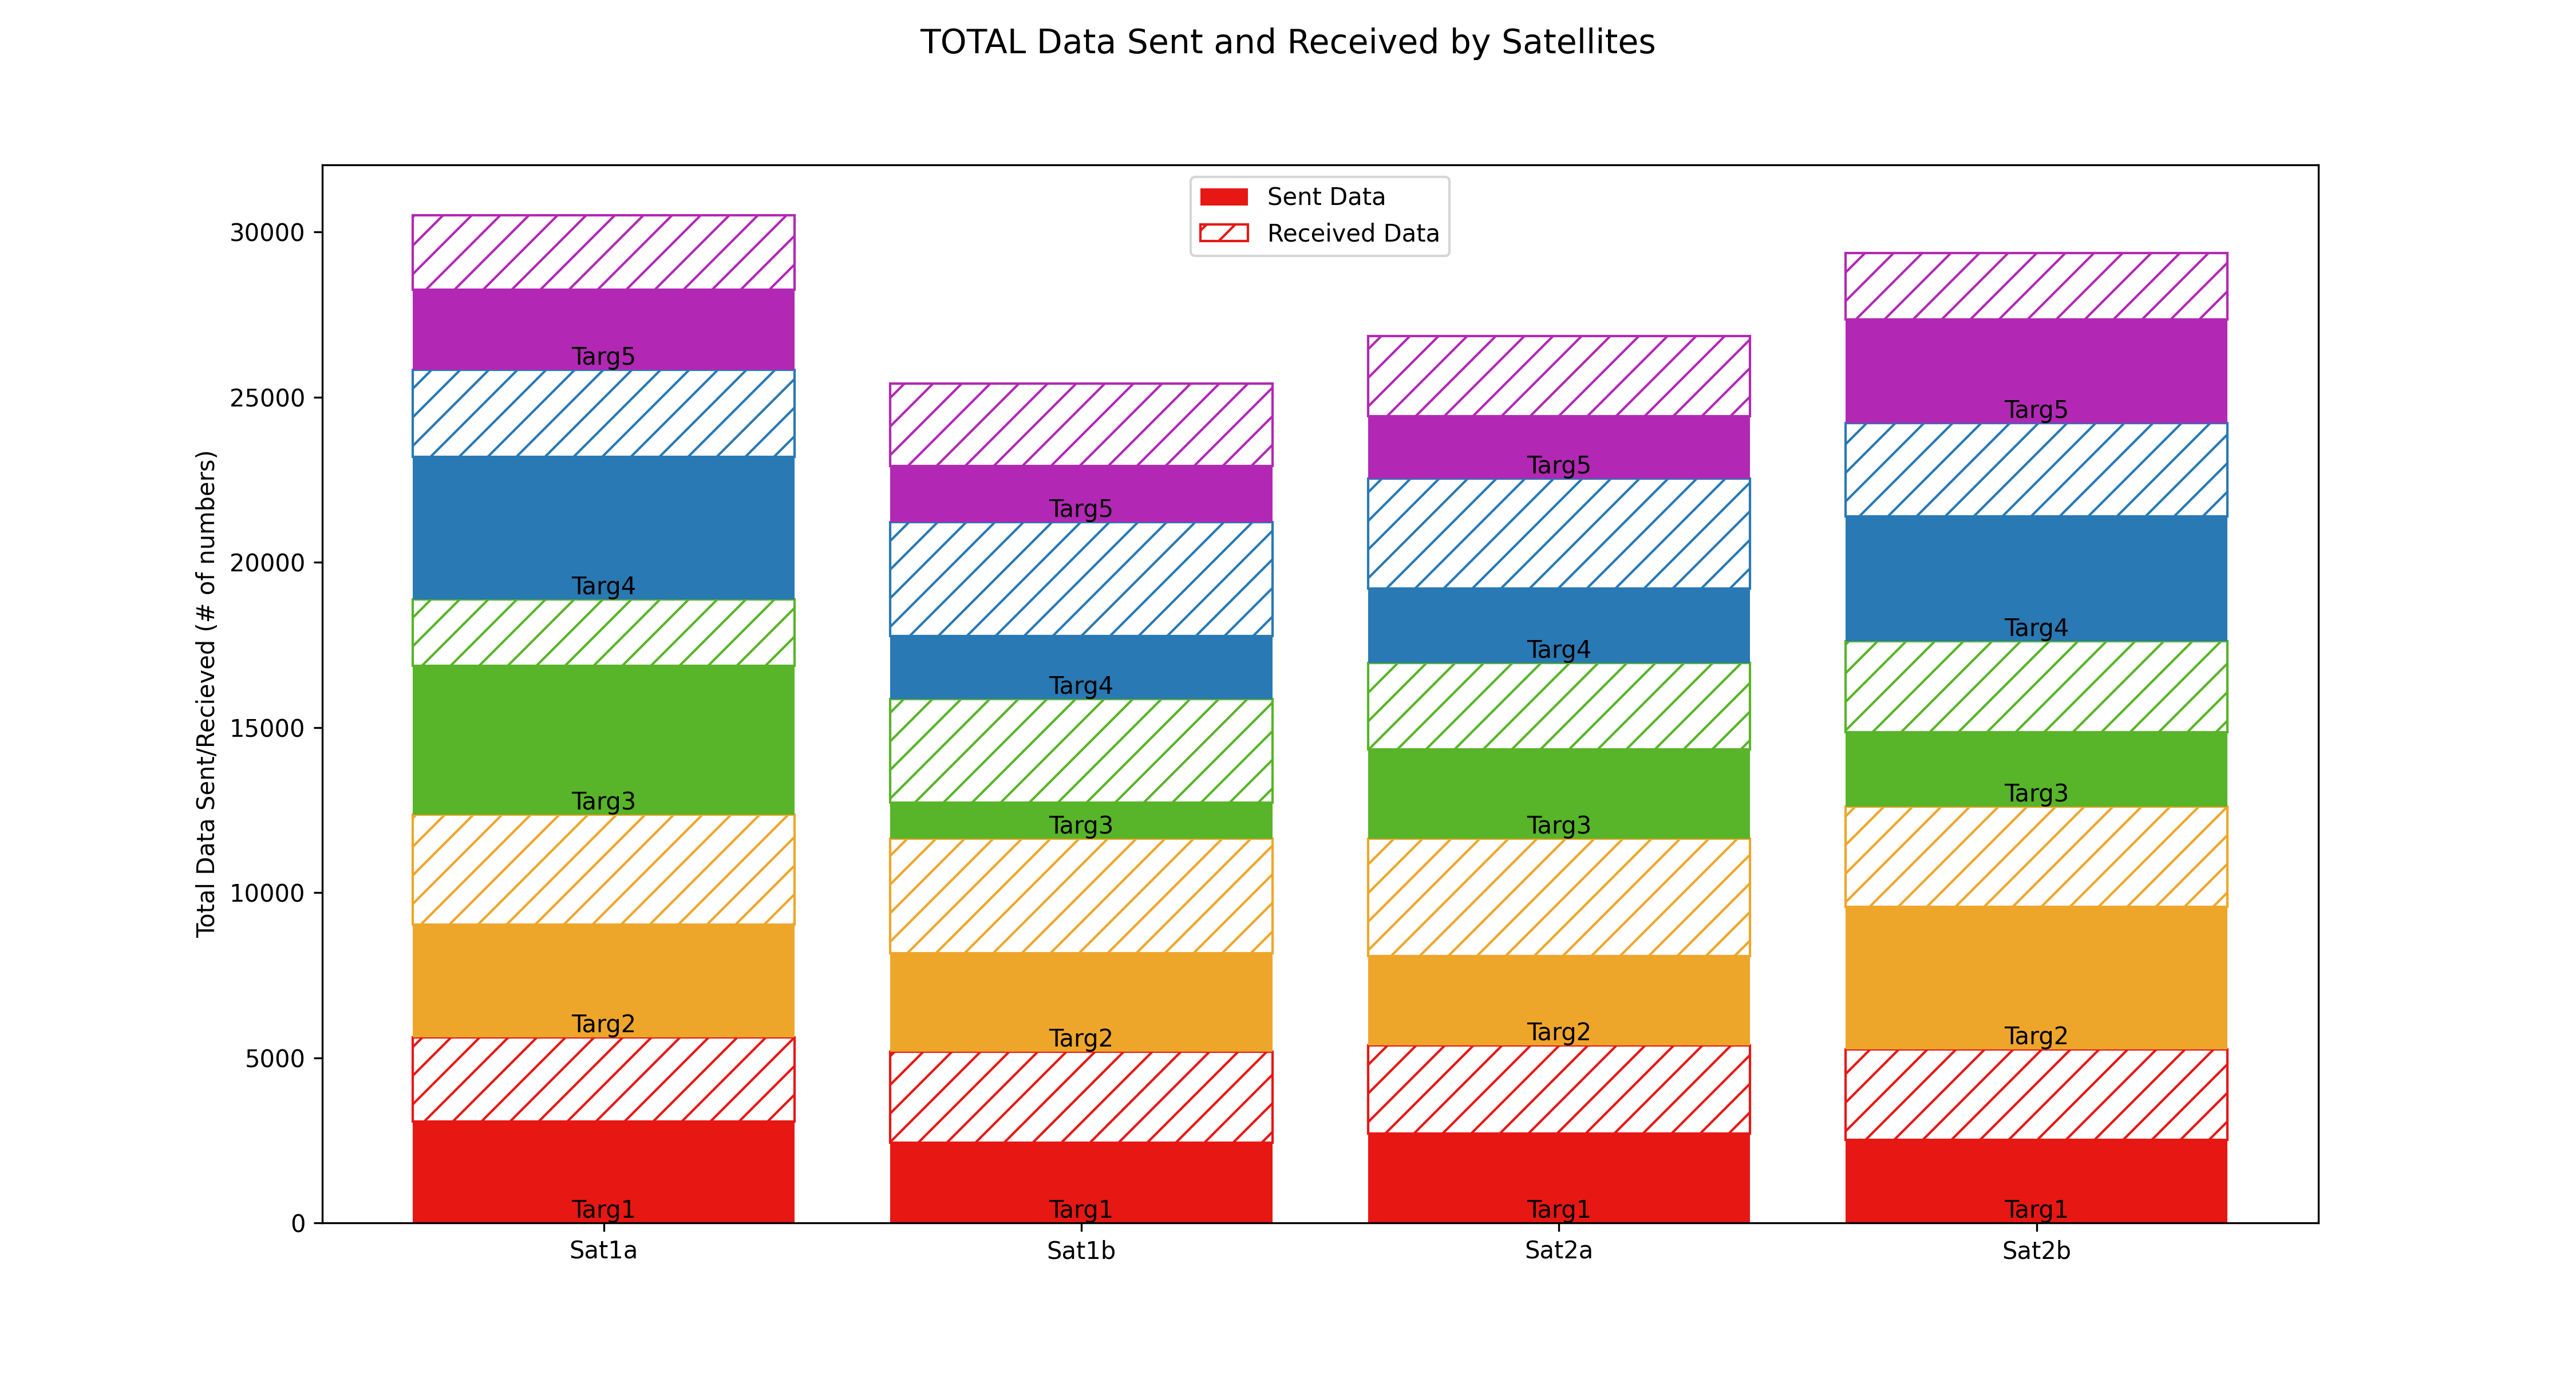 TOTAL Data Sent and Received by Satellites
Sent Data
Received Data
Total Data Sent/Recieved (# of numbers)
30000
25000
20000
15000
10000
5000
0
Targ5
Targ4
Targ3
Targ2
Targ1
Targ5
Targ4
Targ3
Targ2
Targ1
Targ5
Targ4
Targ3
Targ2
Targ1
Targ5
Targ4
Targ3
Targ2
Targ1
Sat1a
Sat1b
Sat2a
Sat2b